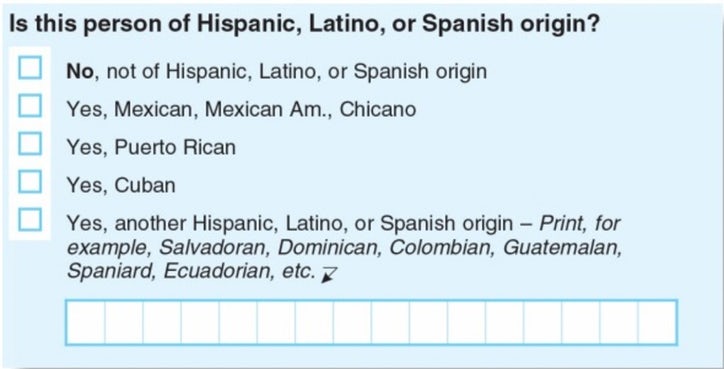 Is this person of Hispanic, Latino, or Spanish origin?
No, not of Hispanic, Latino, or Spanish origin
Yes, Mexican, Mexican Am., Chicano
Yes, Puerto Rican
Yes, Cuban
Yes, another Hispanic, Latino, or Spanish origin – Print, for
example, Salvadoran, Dominican, Colombian, Guatemalan,
Spaniard, Ecuadorian, etc.